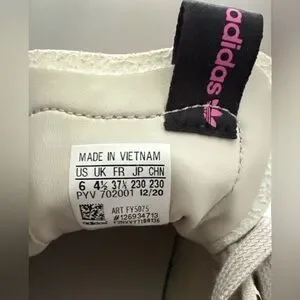 adidas
MADE IN VIETNAM
US UK FR JP CHN
6 4½ 37⅓ 230 230
PYV 702001 12/20
ART FY5075
#126934713